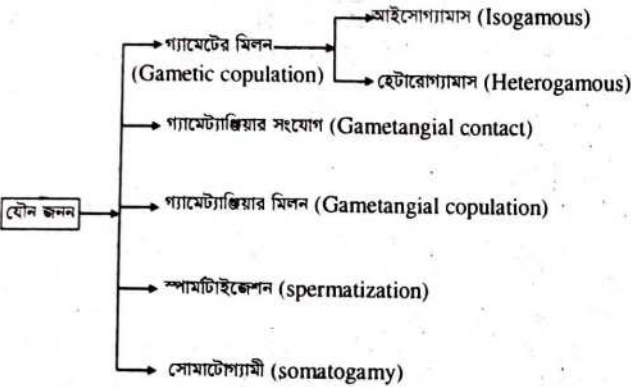 আইসোগ্যামাস (Isogamous)
গ্যামেটের মিলন
(Gametic copulation)
হেটারোগ্যামাস (Heterogamous)
গ্যামেট্যাঞ্জিয়ার সংযোগ (Gametangial contact)
যৌন জনন
গ্যামেট্যাঞ্জিয়ার মিলন (Gametangial copulation)
স্পার্মাটাইজেশন (spermatization)
সোমাটোগ্যামী (somatogamy)